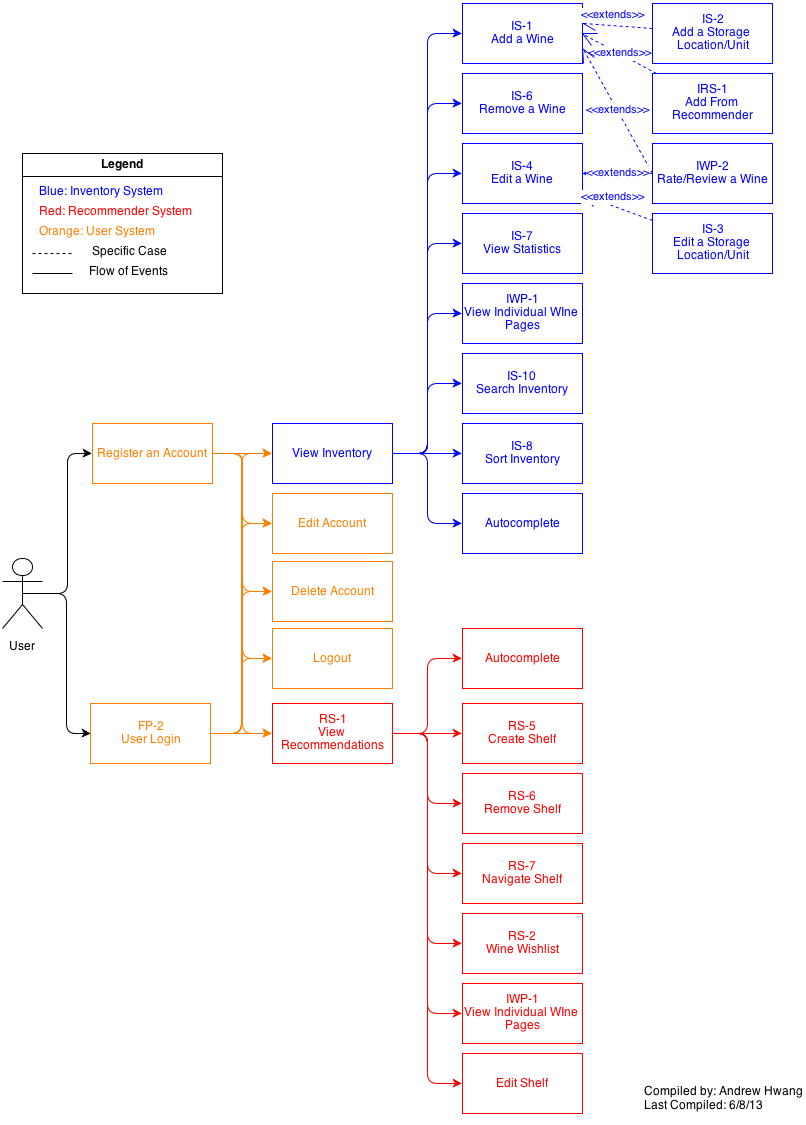 IS-1
Add a Wine
<<extends>>
IS-2
Add a Storage
Location/Unit
<<extends>>
IS-6
Remove a Wine
<<extends>>
IRS-1
Add From
Recommender
Legend
Blue: Inventory System
Red: Recommender System
Orange: User System
Specific Case
Flow of Events
IS-4
Edit a Wine
<<extends>>
IWP-2
Rate/Review a Wine
<<extends>>
IS-7
View Statistics
IS-3
Edit a Storage
Location/Unit
IWP-1
View Individual WIne
Pages
IS-10
Search Inventory
Register an Account
View Inventory
IS-8
Sort Inventory
Edit Account
Autocomplete
Delete Account
User
Logout
Autocomplete
FP-2
User Login
RS-1
View
Recommendations
RS-5
Create Shelf
RS-6
Remove Shelf
RS-7
Navigate Shelf
RS-2
Wine Wishlist
IWP-1
View Individual WIne
Pages
Edit Shelf
Compiled by: Andrew Hwang
Last Compiled: 6/8/13